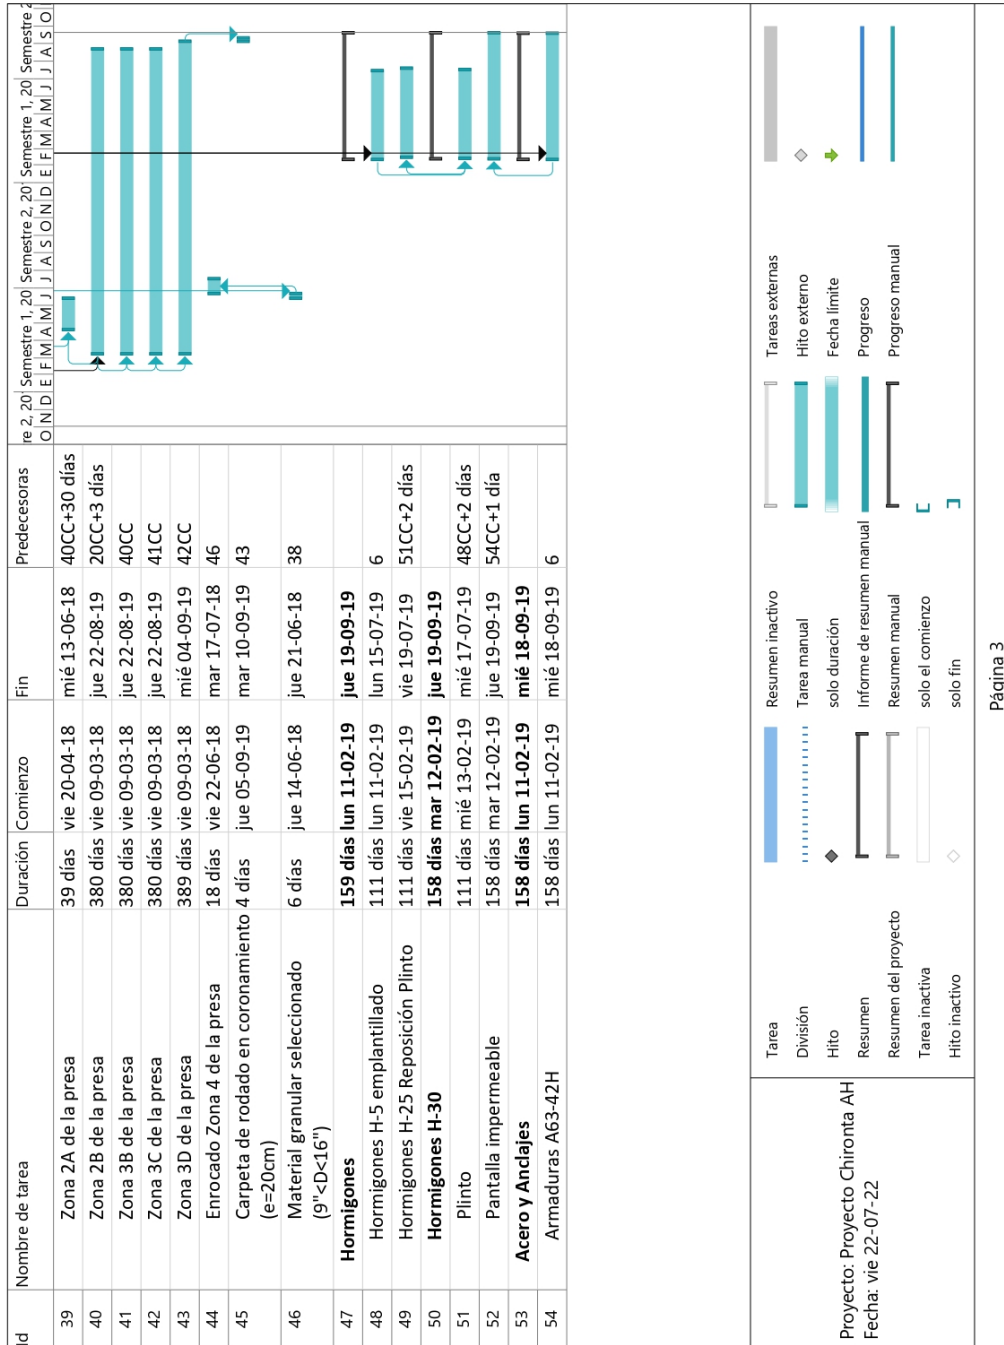 Id Nombre de tarea Duración Comienzo Fin Predecesoras re 2, 20 Semestre 1, 20 Semestre 2, 20 Semestre 1, 20 Semestre 2
O N D E F M A M J J A S O N D E F M A M J J A S O
39 Zona 2A de la presa 39 días vie 20-04-18 mié 13-06-18 40CC+30 días
40 Zona 2B de la presa 380 días vie 09-03-18 jue 22-08-19 20CC+3 días
41 Zona 3B de la presa 380 días vie 09-03-18 jue 22-08-19 40CC
42 Zona 3C de la presa 380 días vie 09-03-18 jue 22-08-19 41CC
43 Zona 3D de la presa 389 días vie 09-03-18 mié 04-09-19 42CC
44 Enrocado Zona 4 de la presa 18 días vie 22-06-18 mar 17-07-18 46
45 Carpeta de rodado en coronamiento 4 días jue 05-09-19 mar 10-09-19 43
(e=20cm)
46 Material granular seleccionado 6 días jue 14-06-18 jue 21-06-18 38
(9"<D<16")
47 Hormigones 159 días lun 11-02-19 jue 19-09-19
48 Hormigones H-5 emplantillado 111 días lun 11-02-19 lun 15-07-19 6
49 Hormigones H-25 Reposición Plinto 111 días vie 15-02-19 vie 19-07-19 51CC+2 días
50 Hormigones H-30 158 días mar 12-02-19 jue 19-09-19
51 Plinto 111 días mié 13-02-19 mié 17-07-19 48CC+2 días
52 Pantalla impermeable 158 días mar 12-02-19 jue 19-09-19 54CC+1 día
53 Acero y Anclajes 158 días lun 11-02-19 mié 18-09-19
54 Armaduras A63-42H 158 días lun 11-02-19 mié 18-09-19 6
Proyecto: Proyecto Chironta AH
Fecha: vie 22-07-22
Tarea Resumen inactivo Tareas externas
División Tarea manual Hito externo
Hito solo duración Fecha límite
Resumen Informe de resumen manual Progreso
Resumen del proyecto Resumen manual Progreso manual
Tarea inactiva solo el comienzo
Hito inactivo solo fin
Página 3